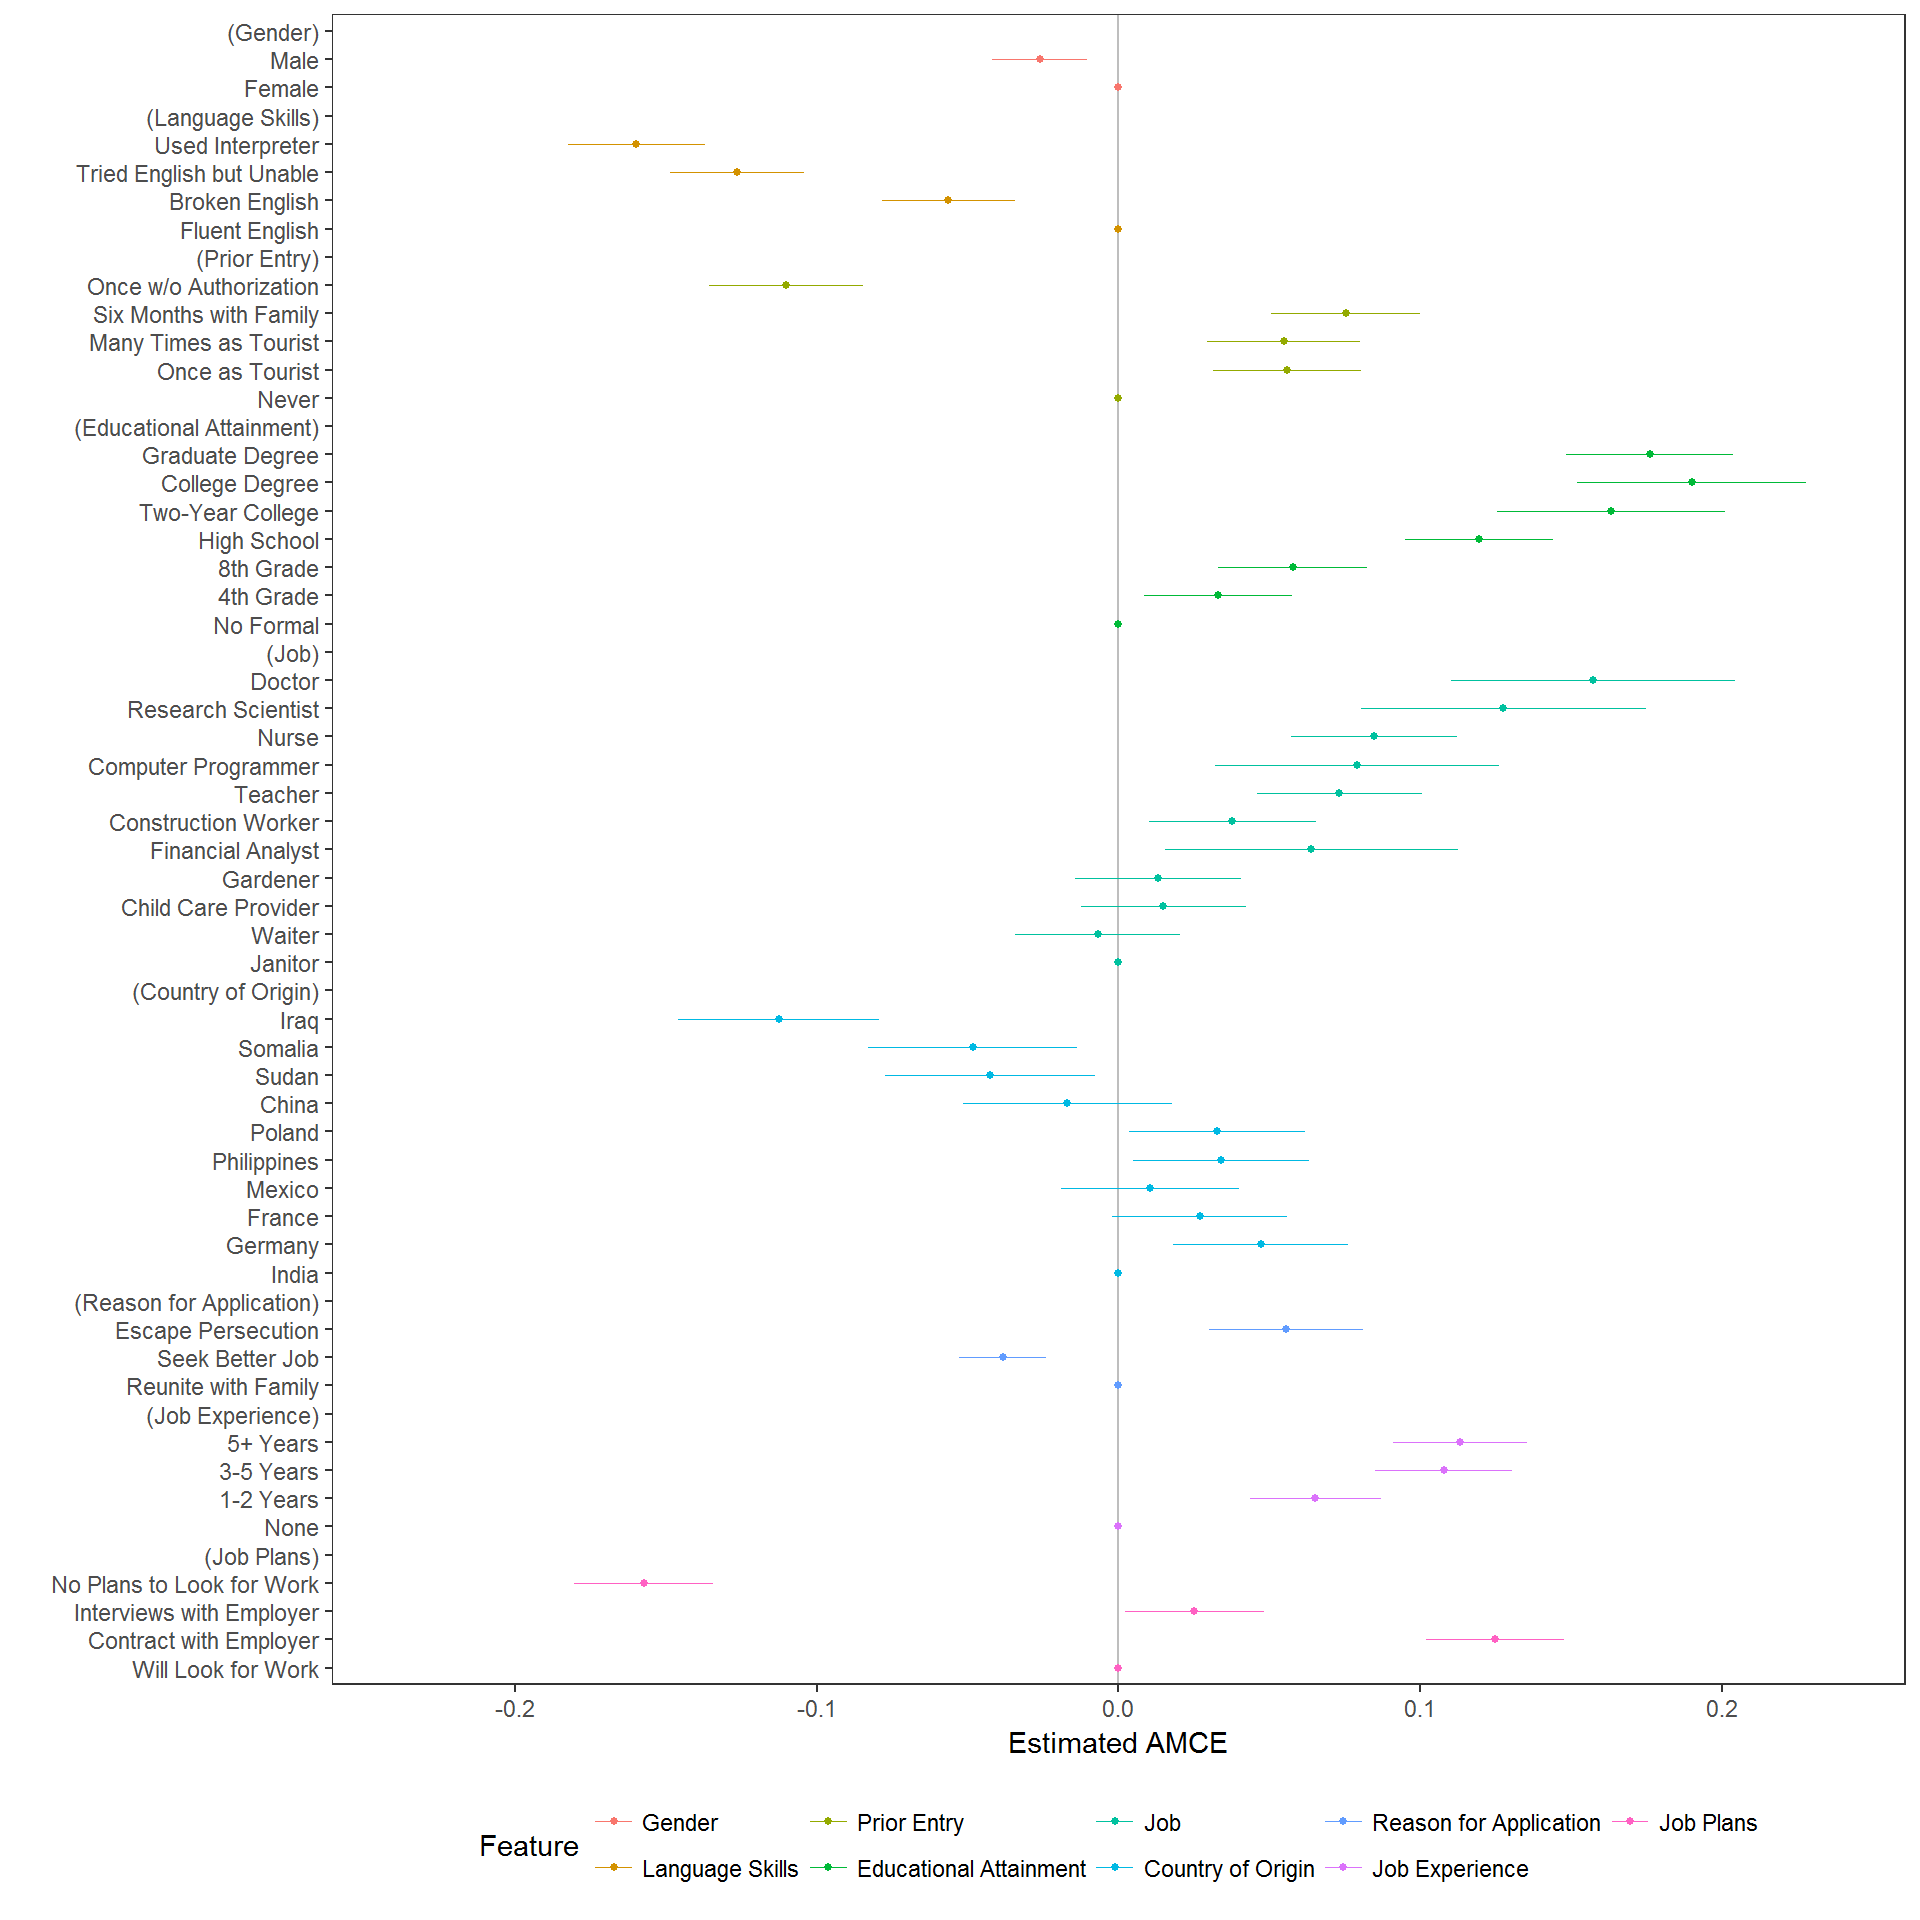 (Gender)
Male
Female
(Language Skills)
Used Interpreter
Tried English but Unable
Broken English
Fluent English
(Prior Entry)
Once w/o Authorization
Six Months with Family
Many Times as Tourist
Once as Tourist
Never
(Educational Attainment)
Graduate Degree
College Degree
Two-Year College
High School
8th Grade
4th Grade
No Formal
(Job)
Doctor
Research Scientist
Nurse
Computer Programmer
Teacher
Construction Worker
Financial Analyst
Gardener
Child Care Provider
Waiter
Janitor
(Country of Origin)
Iraq
Somalia
Sudan
China
Poland
Philippines
Mexico
France
Germany
India
(Reason for Application)
Escape Persecution
Seek Better Job
Reunite with Family
(Job Experience)
5+ Years
3-5 Years
1-2 Years
None
(Job Plans)
No Plans to Look for Work
Interviews with Employer
Contract with Employer
Will Look for Work
-0.2 -0.1 0.0 0.1 0.2
Estimated AMCE
Feature
Gender Prior Entry Job Reason for Application Job Plans
Language Skills Educational Attainment Country of Origin Job Experience